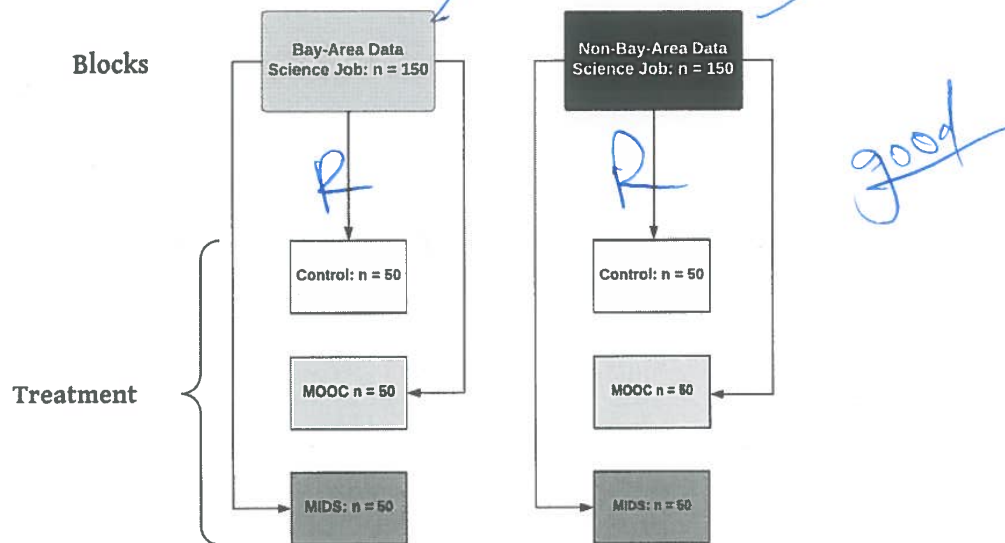 Blocks
Bay-Area Data
Science Job: n = 150
Non-Bay-Area Data
Science Job: n = 150
good
R
R
Control: n = 50
Control: n = 50
Treatment
MOOC n = 50
MOOC n = 50
MIDS: n = 50
MIDS: n = 50